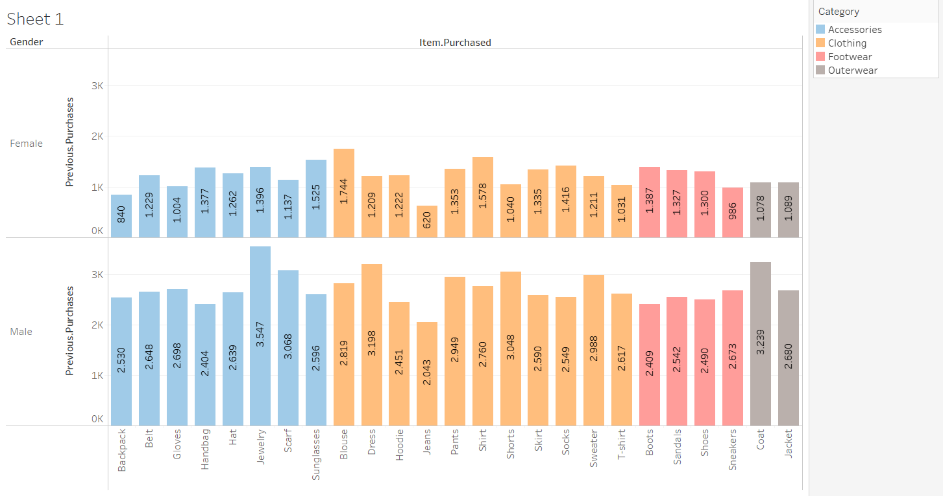 Sheet 1
Category
Accessories
Clothing
Footwear
Outerwear
Gender
Item.Purchased
Female
Previous.Purchases
3K
2K
1K
0K
840
1.229
1.004
1.377
1.262
1.396
1.137
1.525
1.744
1.209
1.222
620
1.353
1.578
1.040
1.335
1.416
1.211
1.031
1.387
1.327
1.300
986
1.078
1.089
Male
Previous.Purchases
3K
2K
1K
0K
2.530
2.648
2.698
2.404
2.639
3.547
3.068
2.596
2.819
3.198
2.451
2.043
2.949
2.760
3.048
2.590
2.549
2.988
2.617
2.409
2.542
2.490
2.673
3.239
2.680
Backpack
Belt
Gloves
Handbag
Hat
Jewelry
Scarf
Sunglasses
Blouse
Dress
Hoodie
Jeans
Pants
Shirt
Shorts
Skirt
Socks
Sweater
T-shirt
Boots
Sandals
Shoes
Sneakers
Coat
Jacket